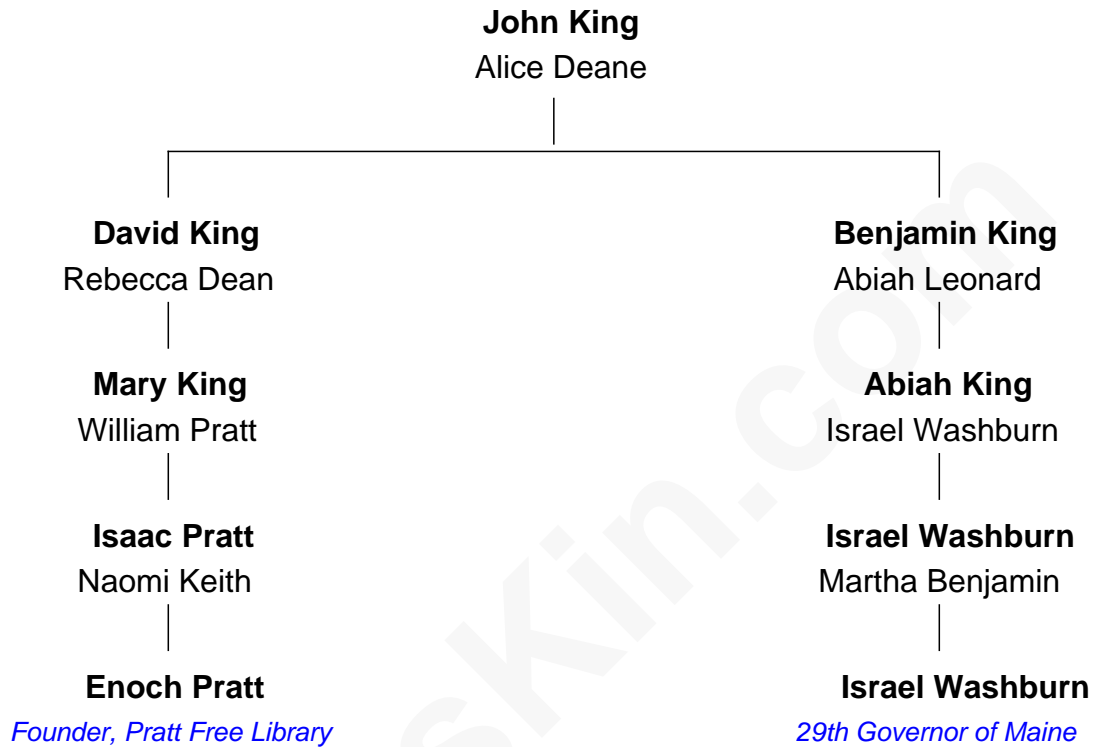 John King
Alice Deane
David King Benjamin King
Rebecca Dean Abiah Leonard
Mary King Abiah King
William Pratt Israel Washburn
Isaac Pratt Israel Washburn
Naomi Keith Martha Benjamin
Enoch Pratt Israel Washburn
Founder, Pratt Free Library 29th Governor of Maine